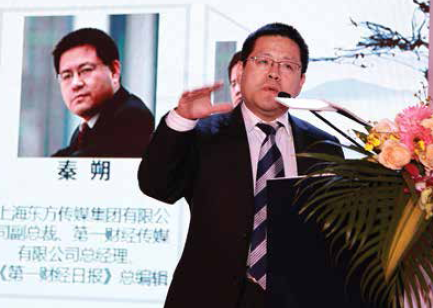 秦 朔
上海东方传媒集团有限公
司副总裁、第一财经传媒
有限公司总经理、
《第一财经日报》总编辑